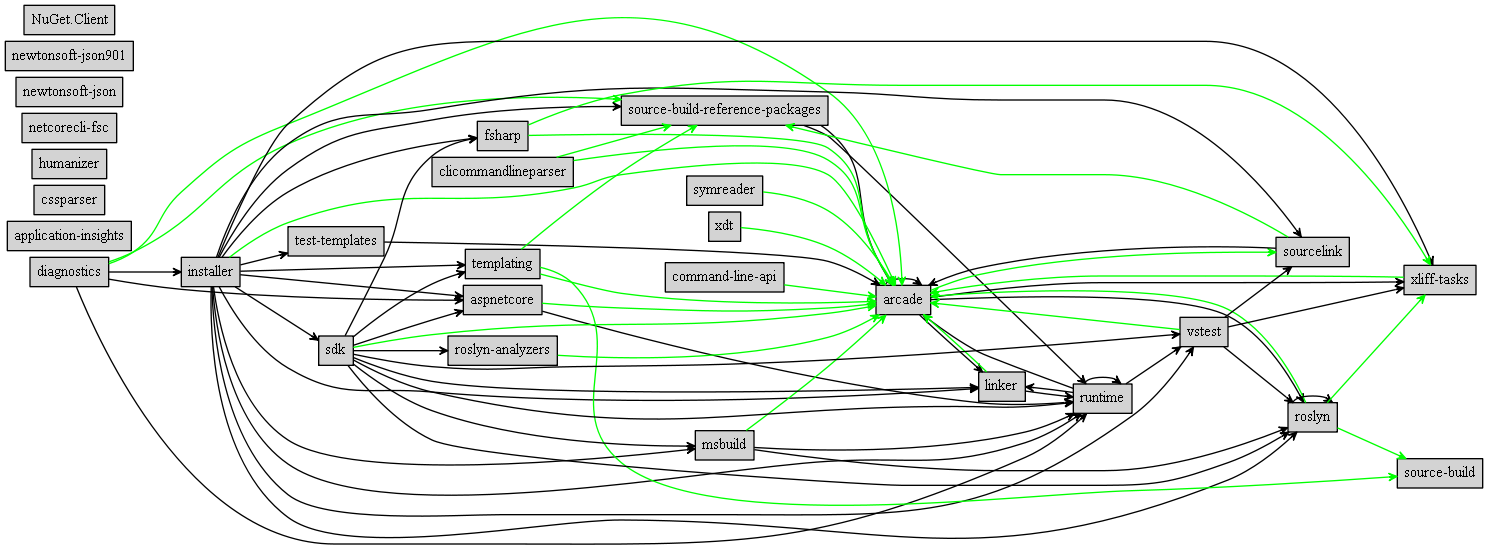 NuGet.Client
newtonsoft-json901
newtonsoft-json
netcorecli-fsc
humanizer
cssparser
application-insights
diagnostics
installer
test-templates
sdk
fsharp
clicommandlineparser
templating
aspnetcore
roslyn-analyzers
source-build-reference-packages
symreader
xdt
command-line-api
msbuild
arcade
linker
runtime
vstest
sourcelink
roslyn
xliff-tasks
source-build